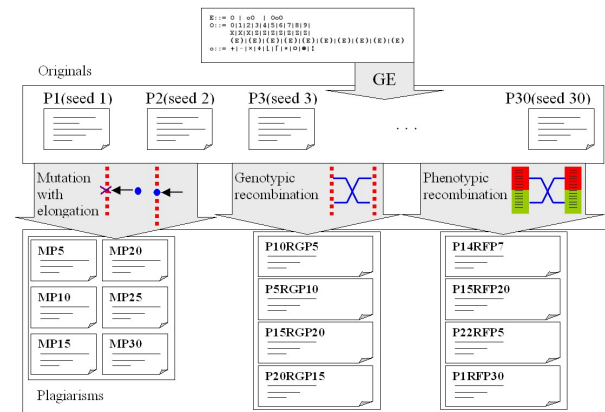 E::= O | oO | OoO
O::= 0|1|2|3|4|5|6|7|8|9|
X|X|X|Z|Z|Z|Z|Z|Z|
(E)|(E)|(E)|(E)|(E)|(E)|(E)|(E)|(E)
GE
Originals
P1(seed 1)
P2(seed 2)
P3(seed 3)
P30(seed 30)
. . .
Mutation
with
elongation
Genotypic
recombination
Phenotypic
recombination
MP5
MP20
MP10
MP25
MP15
MP30
P10RGP5
P5RGP10
P15RGP20
P20RGP15
P14RFP7
P15RFP20
P22RFP5
P1RFP30
Plagiarisms